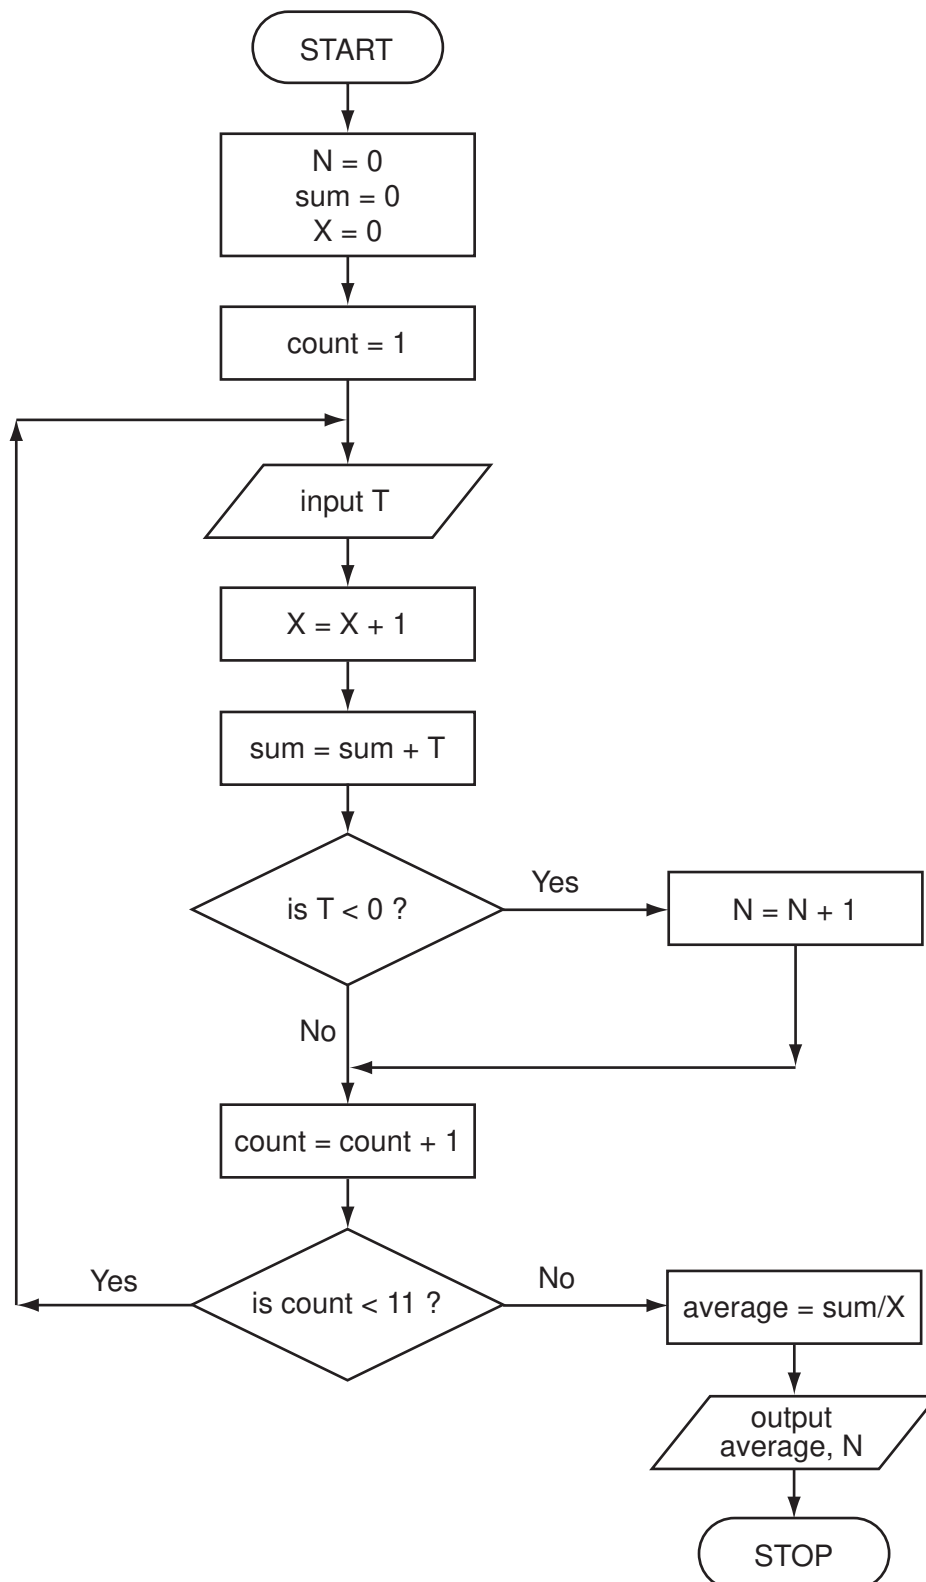 START
N = 0
sum = 0
X = 0
count = 1
input T
X = X + 1
sum = sum + T
is T < 0 ?
Yes
N = N + 1
No
count = count + 1
is count < 11 ?
Yes
No
average = sum/X
output
average, N
STOP